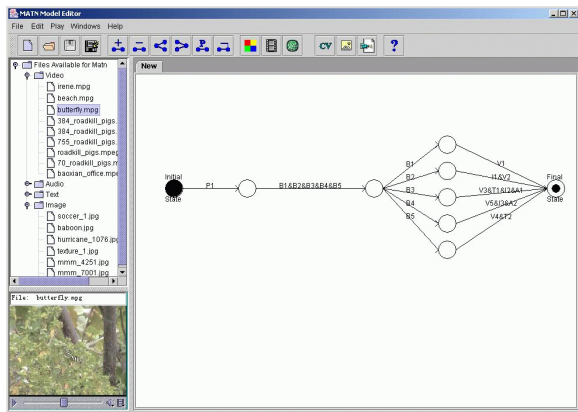 MATN Model Editor
File Edit Play Windows Help
P
CV
?
Files Available for Matn
Video
irene.mpg
beach.mpg
butterfly.mpg
384_roadkill_pigs.
384_roadkill_pigs.
755_roadkill_pigs.
roadkill_pigs.mpeg
70_roadkill_pigs.m
baoxian_office.mpe
Audio
Text
Image
soccer_1.jpg
baboon.jpg
hurricane_1076.jpg
texture_1.jpg
mmm_4251.jpg
mmm_7001.jpg
File: butterfly.mpg
New
Initial
State
P1
B1&B2&B3&B4&B5
B1
B2
B3
B4
B5
V1
I1&V2
V3&T1&I2&A1
V5&I3&A2
V4&T2
Final
State